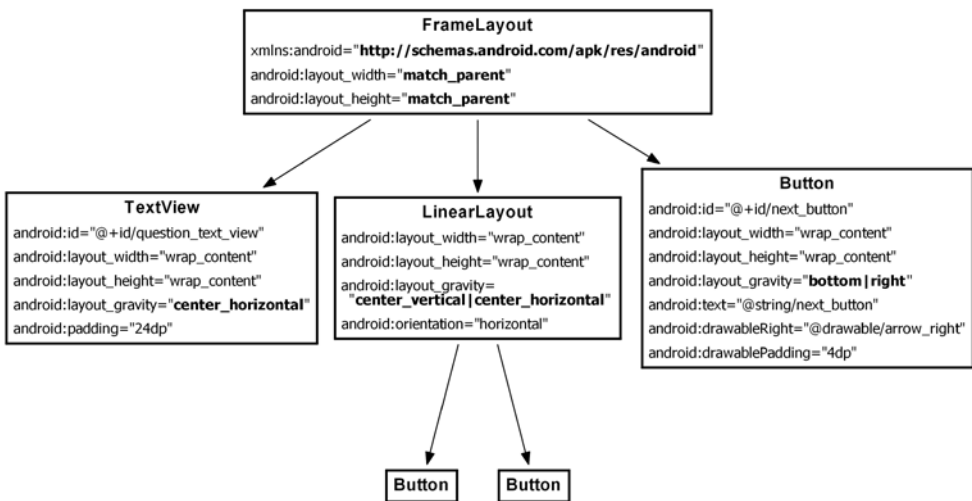 FrameLayout
xmlns:android="http://schemas.android.com/apk/res/android"
android:layout_width="match_parent"
android:layout_height="match_parent"
TextView
android:id="@+id/question_text_view"
android:layout_width="wrap_content"
android:layout_height="wrap_content"
android:layout_gravity="center_horizontal"
android:padding="24dp"
LinearLayout
android:layout_width="wrap_content"
android:layout_height="wrap_content"
android:layout_gravity=
"center_vertical|center_horizontal"
android:orientation="horizontal"
Button
android:id="@+id/next_button"
android:layout_width="wrap_content"
android:layout_height="wrap_content"
android:layout_gravity="bottom|right"
android:text="@string/next_button"
android:drawableRight="@drawable/arrow_right"
android:drawablePadding="4dp"
Button
Button